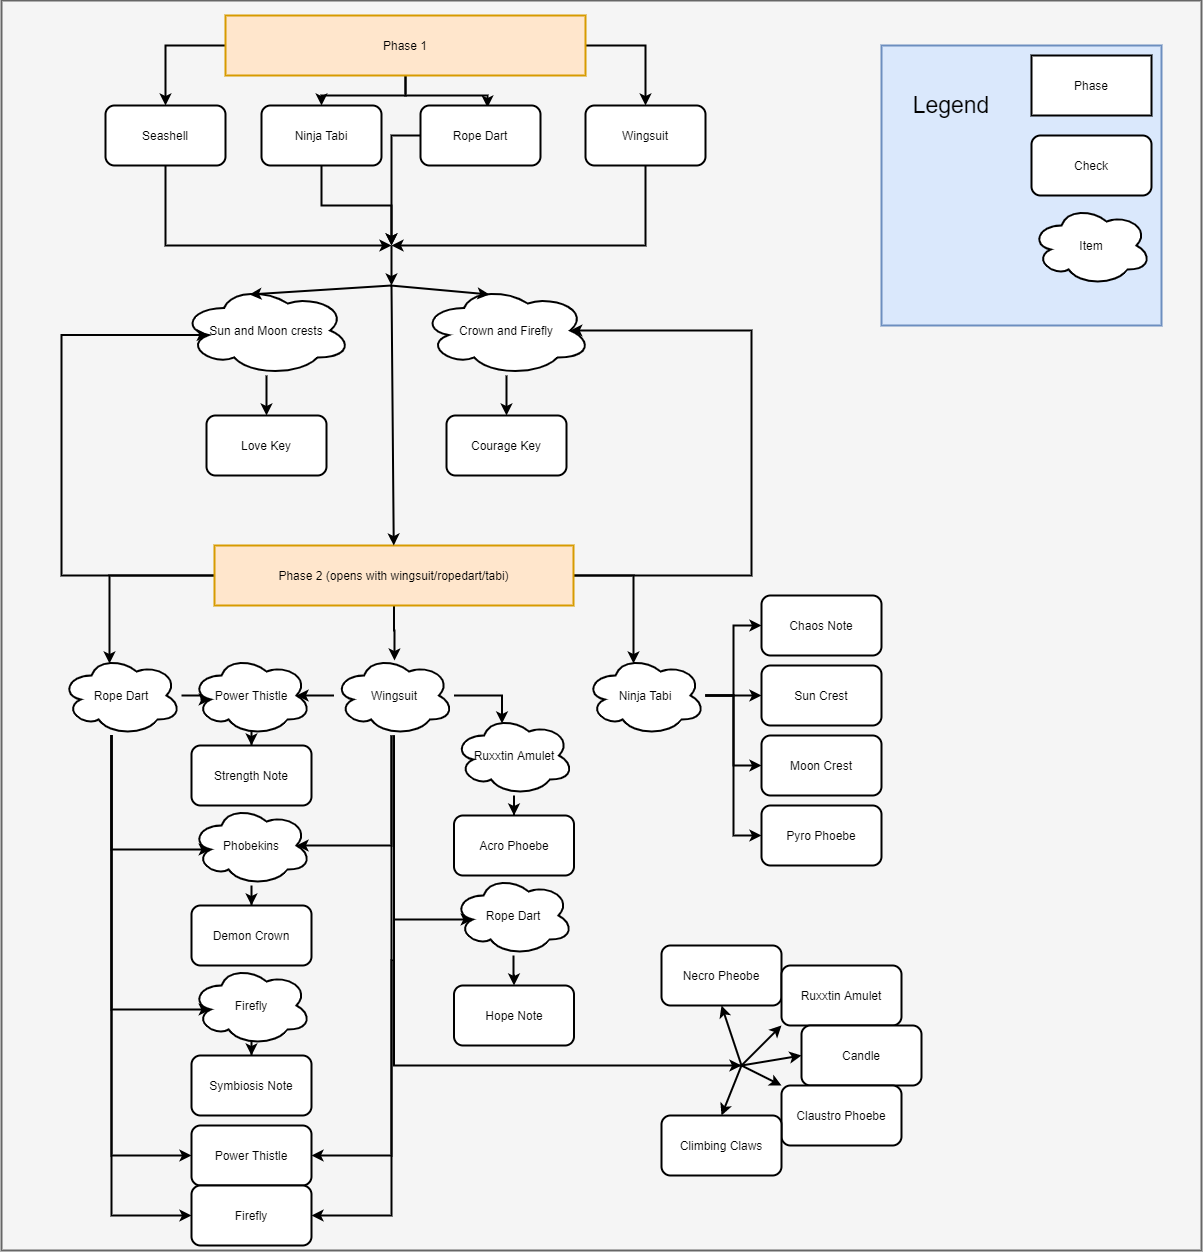 Phase 1
Legend
Phase
Check
Item
Seashell
Ninja Tabi
Rope Dart
Wingsuit
Sun and Moon crests
Crown and Firefly
Love Key
Courage Key
Phase 2 (opens with wingsuit/ropedart/tabi)
Rope Dart
Power Thistle
Wingsuit
Ninja Tabi
Chaos Note
Sun Crest
Moon Crest
Pyro Phoebe
Strength Note
Ruxxtin Amulet
Phobekins
Acro Phoebe
Demon Crown
Rope Dart
Firefly
Hope Note
Symbiosis Note
Power Thistle
Firefly
Necro Pheobe
Ruxxtin Amulet
Candle
Claustro Phoebe
Climbing Claws